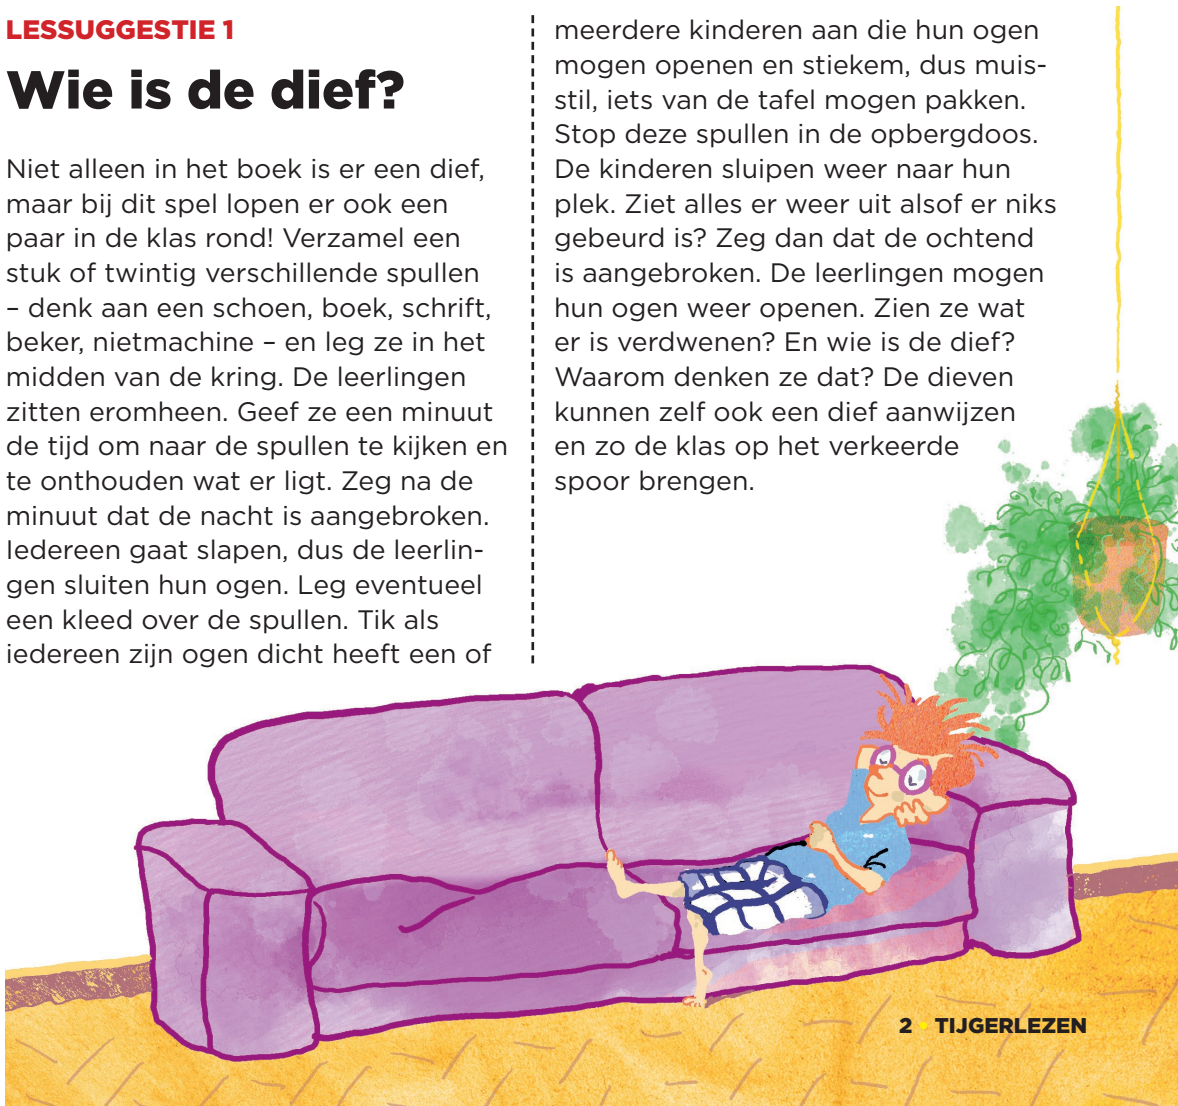 LESSUGGESTIE 1
Wie is de dief?
Niet alleen in het boek is er een dief,
maar bij dit spel lopen er ook een
paar in de klas rond! Verzamel een
stuk of twintig verschillende spullen
– denk aan een schoen, boek, schrift,
beker, nietmachine – en leg ze in het
midden van de kring. De leerlingen
zitten eromheen. Geef ze een minuut
de tijd om naar de spullen te kijken en
te onthouden wat er ligt. Zeg na de
minuut dat de nacht is aangebroken.
Iedereen gaat slapen, dus de leerlin-
gen sluiten hun ogen. Leg eventueel
een kleed over de spullen. Tik als
iedereen zijn ogen dicht heeft een of
meerdere kinderen aan die hun ogen
mogen openen en stiekem, dus muis-
stil, iets van de tafel mogen pakken.
Stop deze spullen in de opbergdoos.
De kinderen sluipen weer naar hun
plek. Ziet alles er weer uit alsof er niks
gebeurd is? Zeg dan dat de ochtend
is aangebroken. De leerlingen mogen
hun ogen weer openen. Zien ze wat
er is verdwenen? En wie is de dief?
Waarom denken ze dat? De dieven
kunnen zelf ook een dief aanwijzen
en zo de klas op het verkeerde
spoor brengen.
2 • TIJGERLEZEN